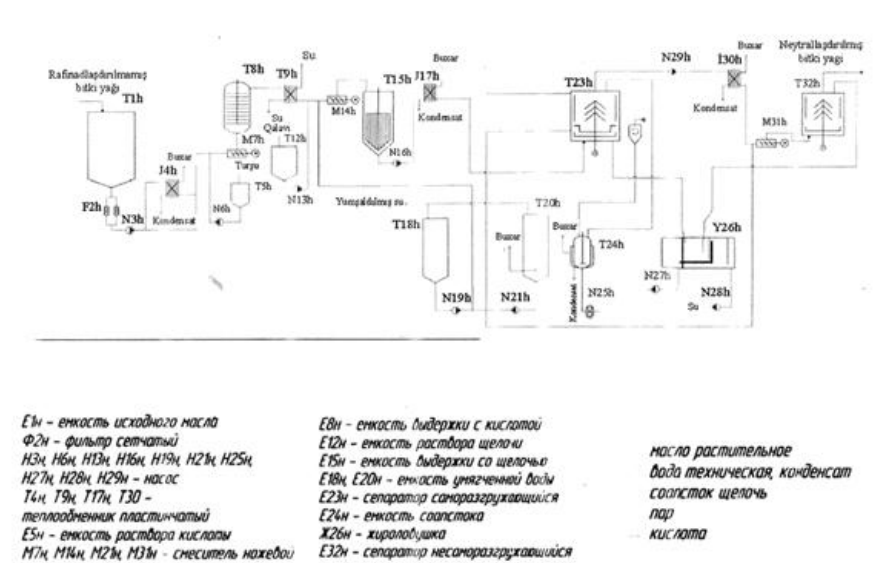 Rafinadlaşdırılmamış
bitki yağı
T1h
F2h
N3h
J4h
Buxar
Kondensat
N6h
T5h
T8h
M7h
Turşu
T9h
Su
Su
Qələvi
T12h
N13h
M14h
T15h
N16h
J17h
Buxar
Kondensat
Yumşaldılmış su
T18h
N19h
T20h
Buxar
N21h
T23h
Buxar
T24h
Kondensat
N25h
N29h
Y26h
N27h
N28h
Su
Buxar
İ30h
Kondensat
M31h
Neytrallaşdırılmış
bitki yağı
T32h
Е1н – емкость исходного масла
Ф2н – фильтр сетчатый
Н3н, Н6н, Н13н, Н16н, Н19н, Н21н, Н25н,
Н27н, Н28н, Н29н – насос
Т4н, Т9н, Т17н, Т30 –
теплообменник пластинчатый
Е5н – емкость раствора кислоты
М7н, М14н, М21н, М31н - смеситель ножевой
Е8н – емкость выдержки с кислотой
Е12н – емкость раствора щелочи
Е15н – емкость выдержки со щелочью
Е18н, Е20н – емкость умягченной воды
Е23н – сепаратор саморазгружающийся
Е24н – емкость соапстока
Ж26н – жироловушка
Е32н – сепаратор несаморазгружающийся
масло растительное
вода техническая, конденсат
соапсток щелочь
пар
кислота